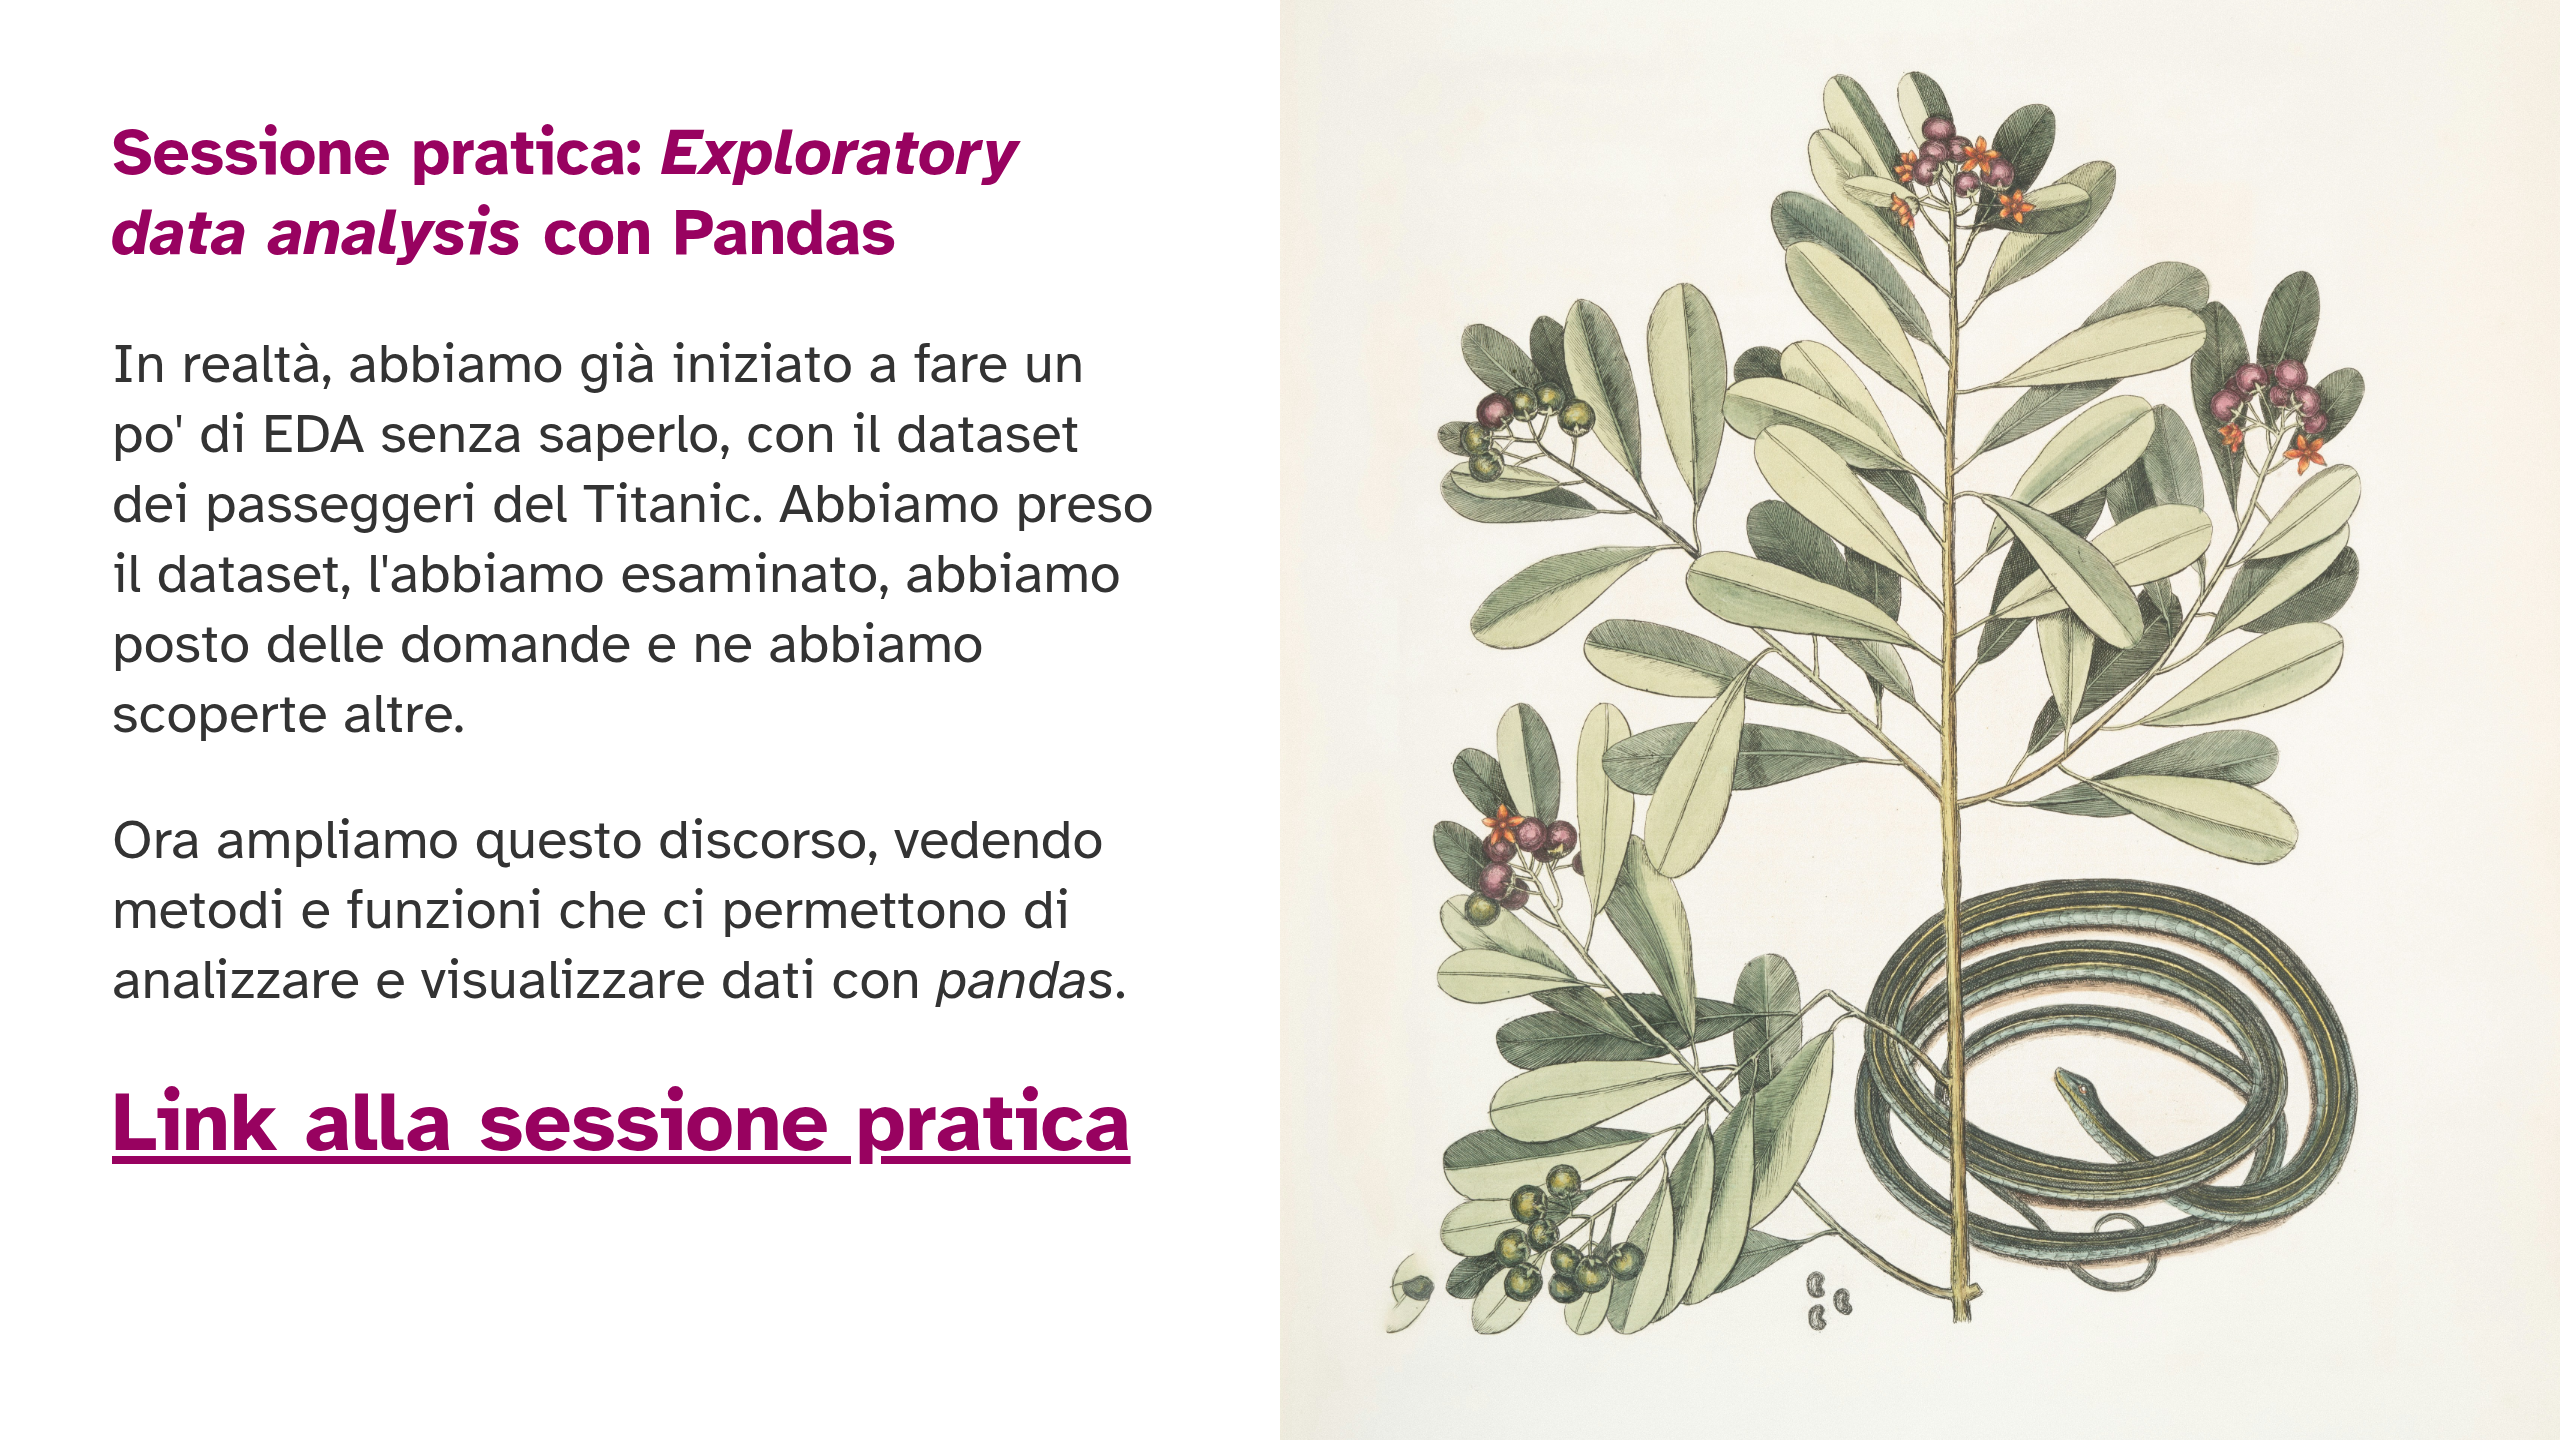 Sessione pratica: Exploratory
data analysis con Pandas
In realtà, abbiamo già iniziato a fare un
po' di EDA senza saperlo, con il dataset
dei passeggeri del Titanic. Abbiamo preso
il dataset, l'abbiamo esaminato, abbiamo
posto delle domande e ne abbiamo
scoperte altre.
Ora ampliamo questo discorso, vedendo
metodi e funzioni che ci permettono di
analizzare e visualizzare dati con pandas.
Link alla sessione pratica